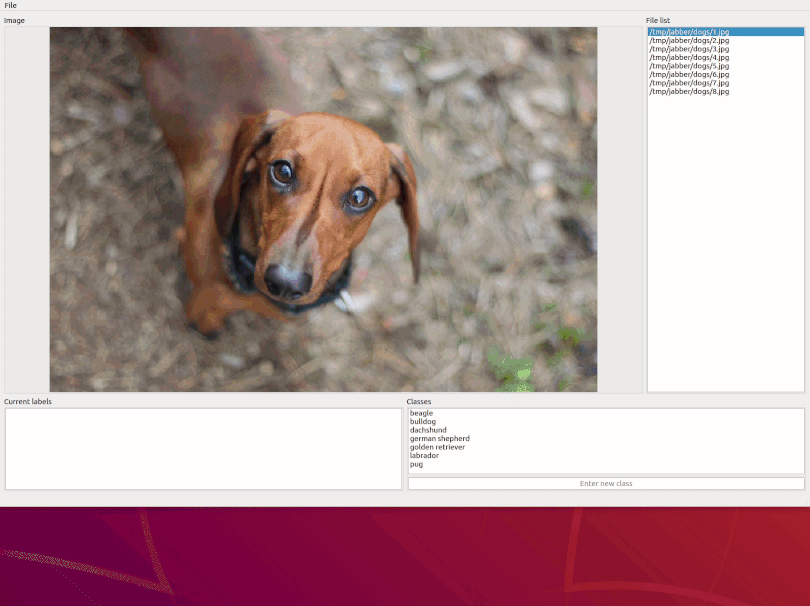 File
Image
File list
/tmp/jabber/dogs/1.jpg
/tmp/jabber/dogs/2.jpg
/tmp/jabber/dogs/3.jpg
/tmp/jabber/dogs/4.jpg
/tmp/jabber/dogs/5.jpg
/tmp/jabber/dogs/6.jpg
/tmp/jabber/dogs/7.jpg
/tmp/jabber/dogs/8.jpg
Current labels
Classes
beagle
bulldog
dachshund
german shepherd
golden retriever
labrador
pug
Enter new class